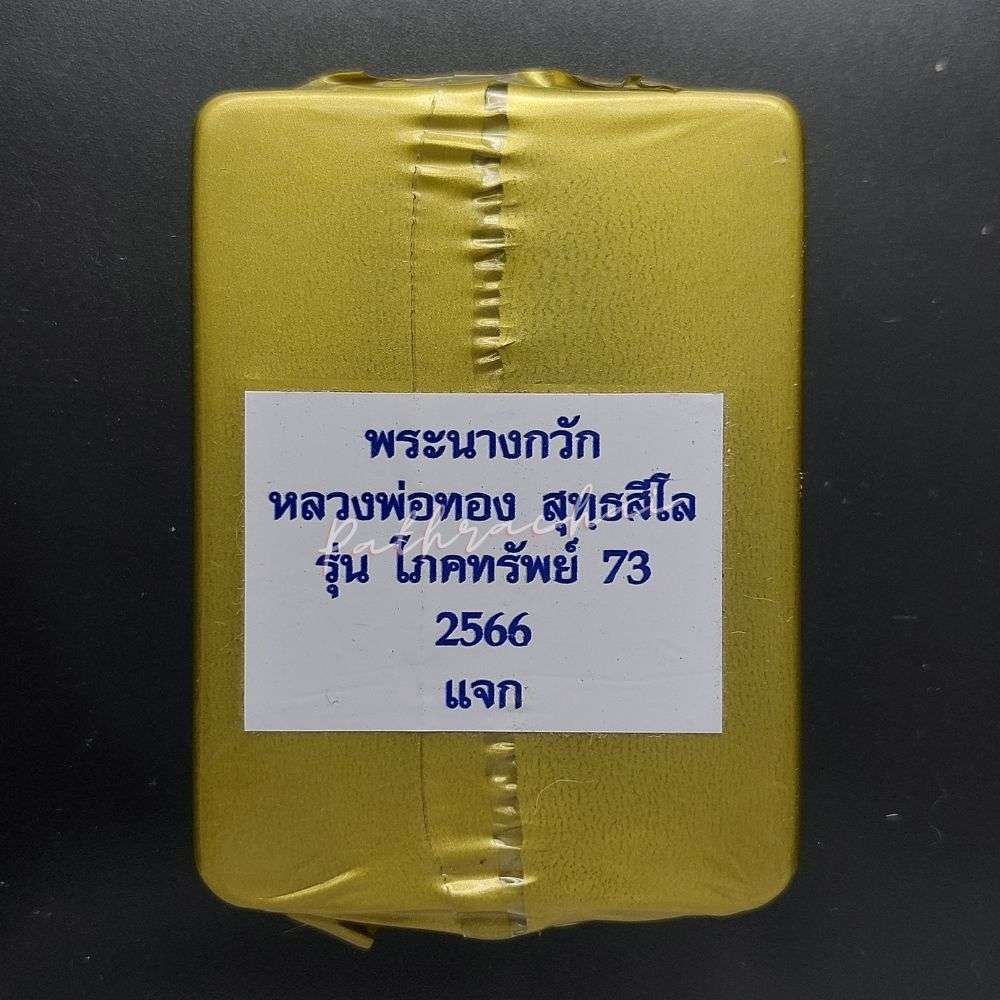 พระนางกวัก
หลวงพ่อทอง สุทฺธสีโล
รุ่น โภคทรัพย์ 73
2566
แจก